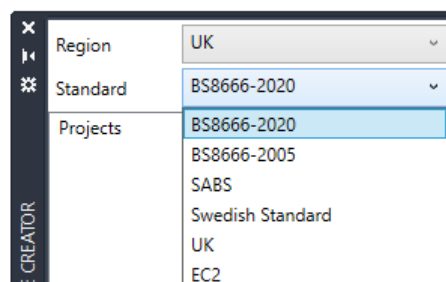 Region UK
Standard BS8666-2020
Projects BS8666-2020
BS8666-2005
SABS
Swedish Standard
UK
EC2
CREATOR